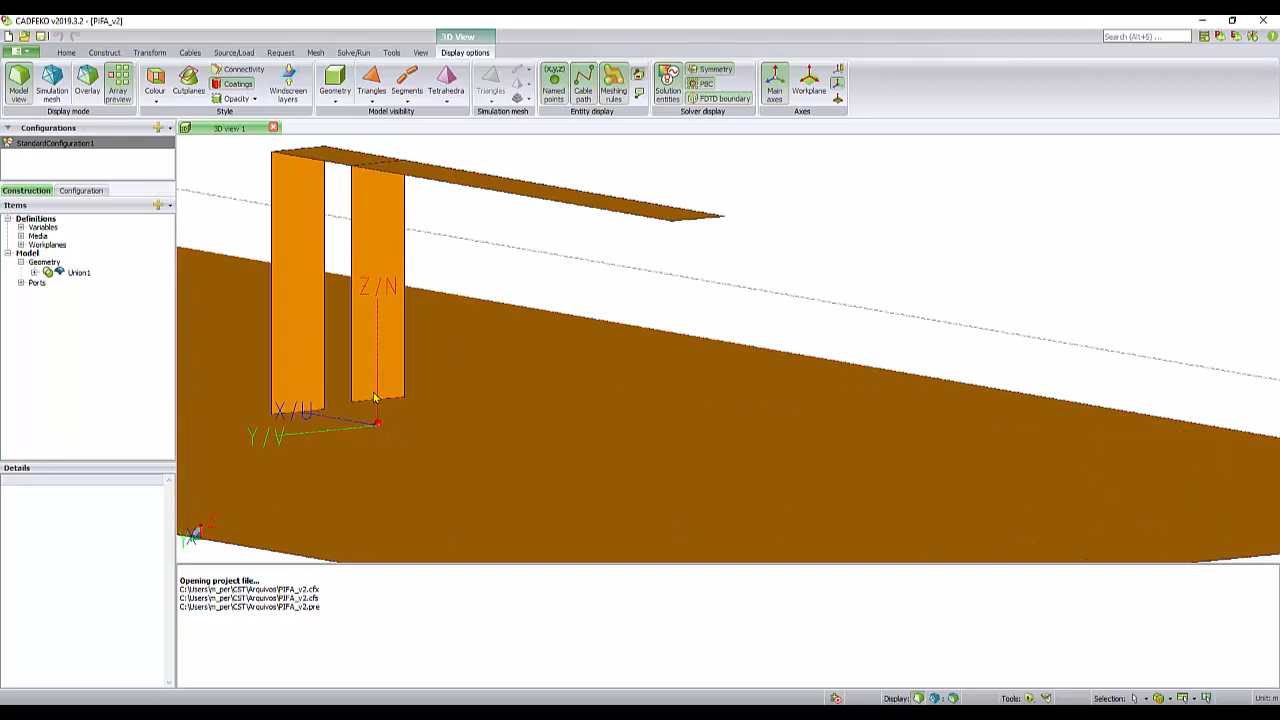 CADFEKO v2019.3.2 - [PIFA_v2]
3D View
Search (Alt+S) ...
Home Construct Transform Cables Source/Load Request Mesh Solve/Run Tools View Display options
Model view
Simulation mesh
Overlay
Array preview
Colour
Cutplanes
Connectivity
Coatings
Opacity
Windscreen layers
Geometry
Triangles
Segments
Tetrahedra
Triangles
Named points
Cable path
Meshing rules
Solution entities
Symmetry
PBC
FDTD boundary
Main axes
Workplane
Display mode Style Model visibility Simulation mesh Entity display Solver display Axes
Configurations
3D view 1
StandardConfiguration1
Construction Configuration
Items
Definitions
Variables
Media
Workplanes
Model
Geometry
Union1
Ports
Z/N
X/U
Y/V
Details
Z
X
Y
Opening project file...
C:\Users\m_per\CST\Arquivos\PIFA_v2.cfx
C:\Users\m_per\CST\Arquivos\PIFA_v2.cfs
C:\Users\m_per\CST\Arquivos\PIFA_v2.pre
Display: Tools: Selection: Unit: m